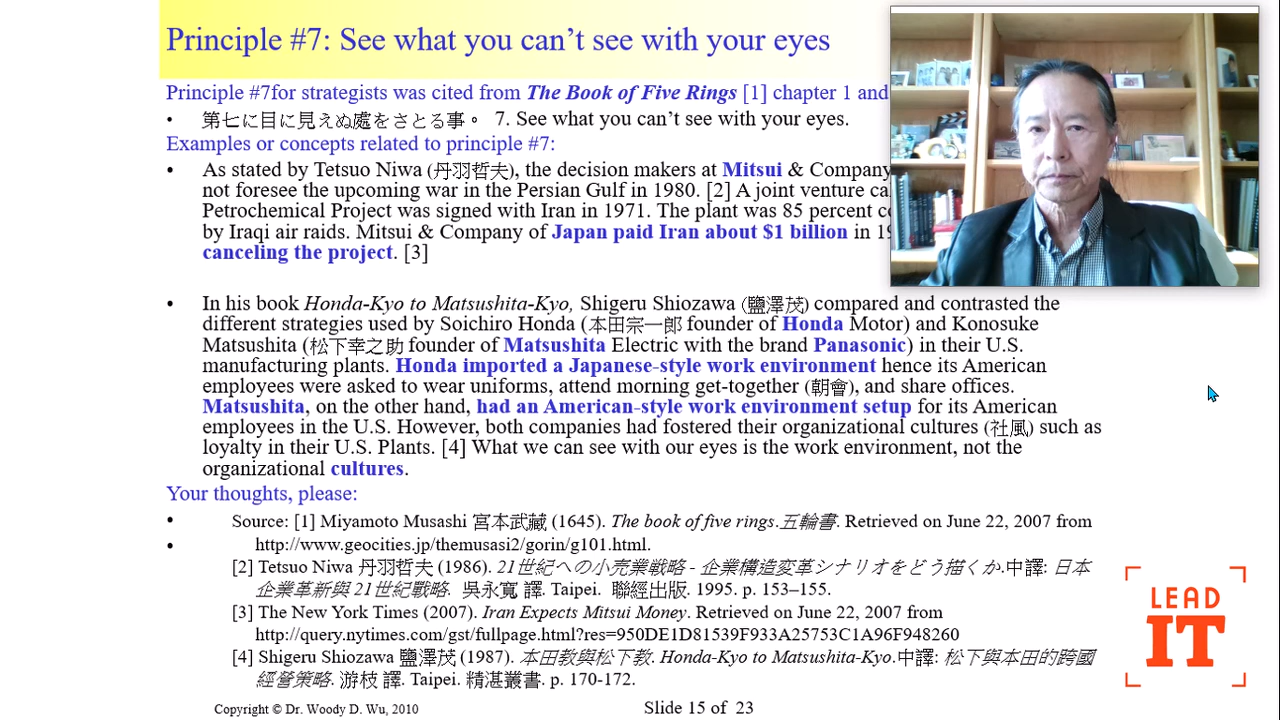 Principle #7: See what you can't see with your eyes
Principle #7for strategists was cited from The Book of Five Rings [1] chapter 1 and
• 第七に目に見えぬ處をさとる事。 7. See what you can't see with your eyes.
Examples or concepts related to principle #7:
• As stated by Tetsuo Niwa (丹羽哲夫), the decision makers at Mitsui & Company
not foresee the upcoming war in the Persian Gulf in 1980. [2] A joint venture ca
Petrochemical Project was signed with Iran in 1971. The plant was 85 percent co
by Iraqi air raids. Mitsui & Company of Japan paid Iran about $1 billion in 19
canceling the project. [3]
• In his book Honda-Kyo to Matsushita-Kyo, Shigeru Shiozawa (鹽澤茂) compared and contrasted the
different strategies used by Soichiro Honda (本田宗一郎 founder of Honda Motor) and Konosuke
Matsushita (松下幸之助 founder of Matsushita Electric with the brand Panasonic) in their U.S.
manufacturing plants. Honda imported a Japanese-style work environment hence its American
employees were asked to wear uniforms, attend morning get-together (朝會), and share offices.
Matsushita, on the other hand, had an American-style work environment setup for its American
employees in the U.S. However, both companies had fostered their organizational cultures (社風) such as
loyalty in their U.S. Plants. [4] What we can see with our eyes is the work environment, not the
organizational cultures.
Your thoughts, please:
• Source: [1] Miyamoto Musashi 宮本武藏 (1645). The book of five rings.五輪書. Retrieved on June 22, 2007 from
• http://www.geocities.jp/themusasi2/gorin/g101.html.
[2] Tetsuo Niwa 丹羽哲夫 (1986). 21世紀への小売業戦略 - 企業構造変革シナリオをどう描くか.中譯: 日本
企業革新與 21世紀戰略. 吳永寬 譯. Taipei. 聯經出版. 1995. p. 153–155.
[3] The New York Times (2007). Iran Expects Mitsui Money. Retrieved on June 22, 2007 from
http://query.nytimes.com/gst/fullpage.html?res=950DE1D81539F933A25753C1A96F948260
[4] Shigeru Shiozawa 鹽澤茂 (1987). 本田教與松下教. Honda-Kyo to Matsushita-Kyo.中譯: 松下與本田的跨國
經營策略. 游枝 譯. Taipei. 精湛叢書. p. 170-172.
LEAD
IT
Copyright © Dr. Woody D. Wu, 2010
Slide 15 of 23